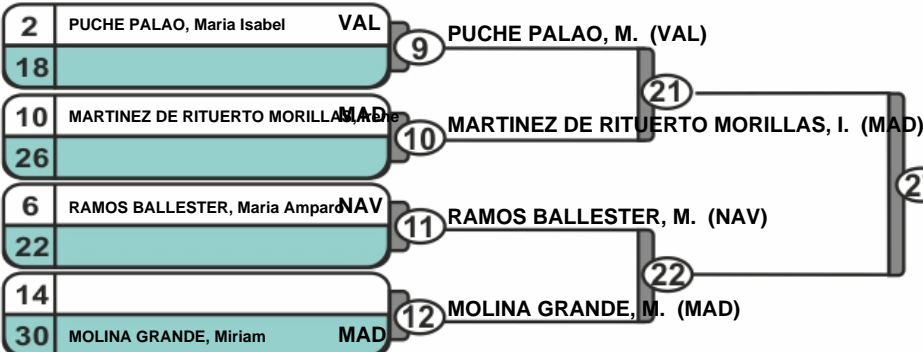 2 PUCHE PALAO, Maria Isabel VAL
18
9 PUCHE PALAO, M. (VAL)
21
10 MARTINEZ DE RITUERTO MORILLAS, Irene MAD
26
10 MARTINEZ DE RITUERTO MORILLAS, I. (MAD)
6 RAMOS BALLESTER, Maria Amparo NAV
22
11 RAMOS BALLESTER, M. (NAV)
22
14
30 MOLINA GRANDE, Miriam MAD
12 MOLINA GRANDE, M. (MAD)